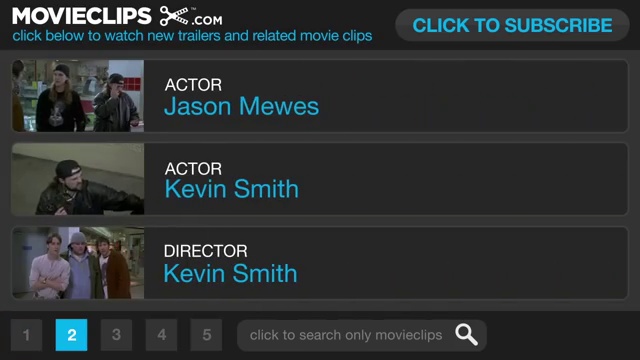 MOVIECLIPS .COM
click below to watch new trailers and related movie clips
CLICK TO SUBSCRIBE
ACTOR
Jason Mewes
ACTOR
Kevin Smith
DIRECTOR
Kevin Smith
1 2 3 4 5
click to search only movieclips